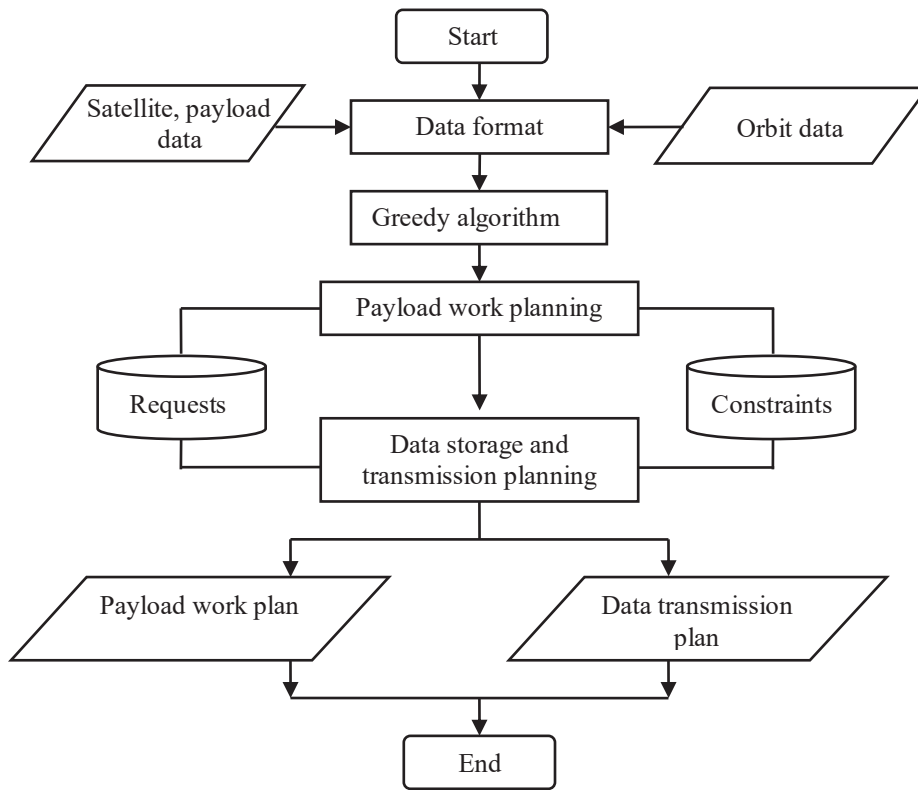 Start
Satellite, payload
data
Data format
Orbit data
Greedy algorithm
Payload work planning
Requests
Constraints
Data storage and
transmission planning
Payload work plan
Data transmission
plan
End